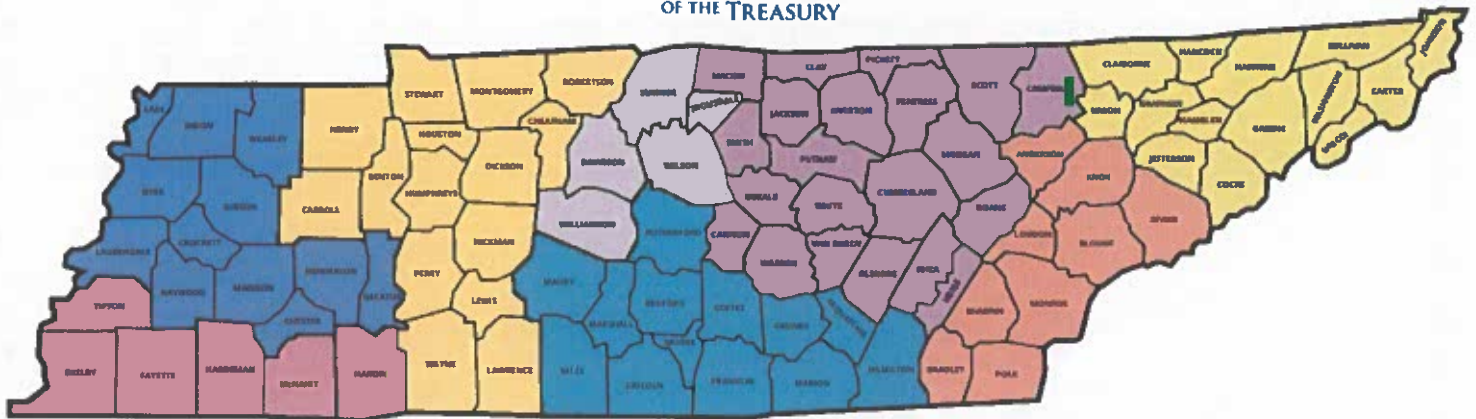 OF THE TREASURY
STEWART
MONTGOMERY
ROBERTSON
SUMNER
MACON
CLAY
PICKETT
SCOTT
CAMPBELL
CLAIBORNE
HANCOCK
HAWKINS
SULLIVAN
JOHNSON
CARTER
WASHINGTON
UNICOI
GREENE
HAMBLEN
GRAINGER
UNION
JEFFERSON
COCKE
LAKE
OBION
WEAKLEY
HENRY
HOUSTON
CHEATHAM
TROUSDALE
JACKSON
OVERTON
FENTRESS
SMITH
PUTNAM
MORGAN
ANDERSON
KNOX
SEVIER
DYER
GIBSON
CARROLL
BENTON
HUMPHREYS
DICKSON
DAVIDSON
WILSON
DEKALB
WHITE
CUMBERLAND
ROANE
LOUDON
BLOUNT
LAUDERDALE
CROCKETT
HICKMAN
WILLIAMSON
RUTHERFORD
CANNON
WARREN
VAN BUREN
BLEDSOE
RHEA
MEIGS
MONROE
TIPTON
HAYWOOD
MADISON
HENDERSON
DECATUR
PERRY
LEWIS
MAURY
MARSHALL
BEDFORD
COFFEE
GRUNDY
SEQUATCHIE
CHESTER
SHELBY
FAYETTE
HARDEMAN
McNAIRY
HARDIN
WAYNE
LAWRENCE
GILES
LINCOLN
MOORE
FRANKLIN
MARION
HAMILTON
BRADLEY
POLK